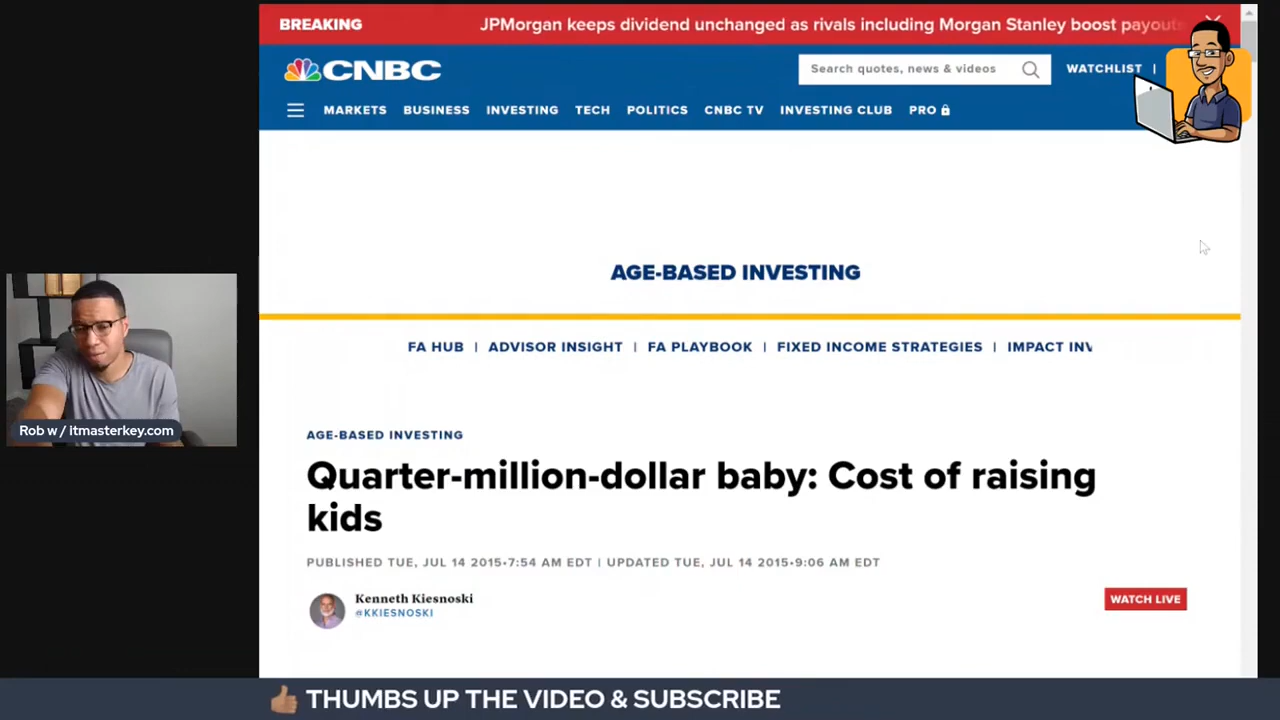 BREAKING
JPMorgan keeps dividend unchanged as rivals including Morgan Stanley boost payouts
CNBC
Search quotes, news & videos
WATCHLIST |
MARKETS BUSINESS INVESTING TECH POLITICS CNBC TV INVESTING CLUB PRO
AGE-BASED INVESTING
FA HUB | ADVISOR INSIGHT | FA PLAYBOOK | FIXED INCOME STRATEGIES | IMPACT INV
AGE-BASED INVESTING
Quarter-million-dollar baby: Cost of raising
kids
PUBLISHED TUE, JUL 14 2015•7:54 AM EDT | UPDATED TUE, JUL 14 2015•9:06 AM EDT
Kenneth Kiesnoski
@KKIESNOSKI
WATCH LIVE
Rob w / itmasterkey.com
THUMBS UP THE VIDEO & SUBSCRIBE